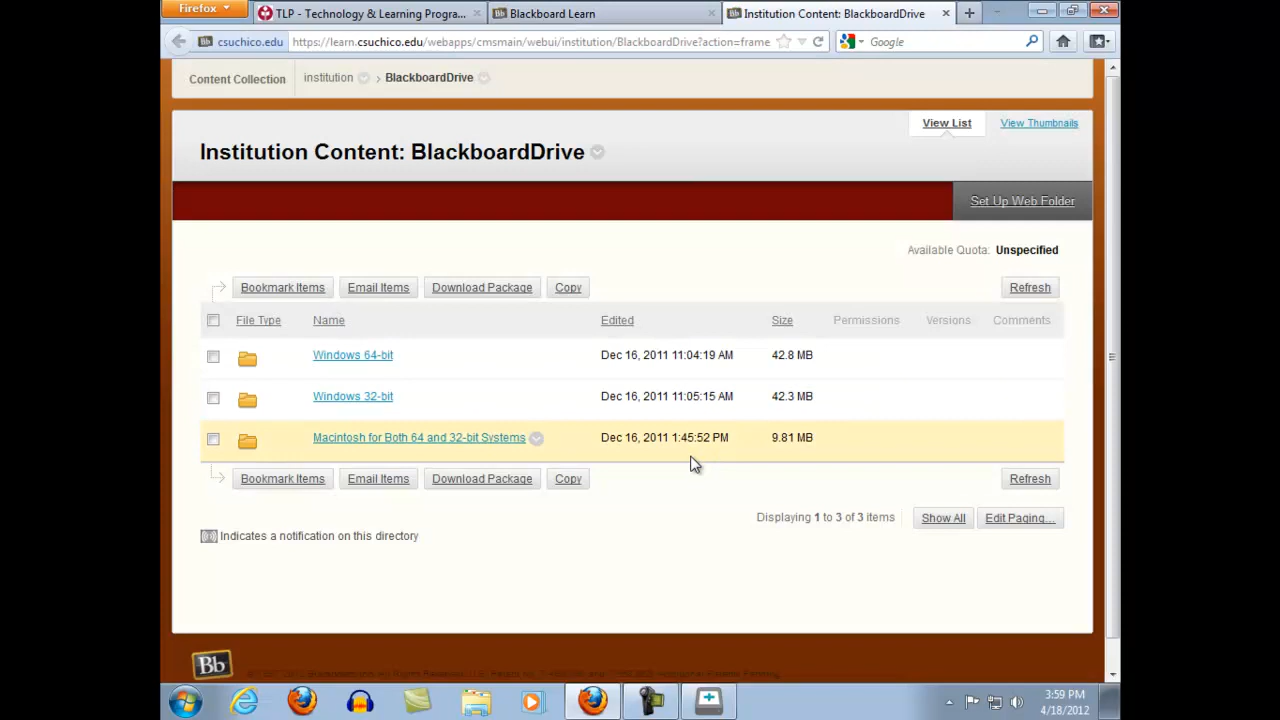 Firefox
TLP - Technology & Learning Progra...
Blackboard Learn
Institution Content: BlackboardDrive
csuchico.edu
https://learn.csuchico.edu/webapps/cmsmain/webui/institution/BlackboardDrive?action=frame
Google
Content Collection
institution > BlackboardDrive
View List
View Thumbnails
Institution Content: BlackboardDrive
Set Up Web Folder
Available Quota: Unspecified
Bookmark Items Email Items Download Package Copy Refresh
File Type Name Edited Size Permissions Versions Comments
Windows 64-bit Dec 16, 2011 11:04:19 AM 42.8 MB
Windows 32-bit Dec 16, 2011 11:05:15 AM 42.3 MB
Macintosh for Both 64 and 32-bit Systems Dec 16, 2011 1:45:52 PM 9.81 MB
Bookmark Items Email Items Download Package Copy Refresh
Displaying 1 to 3 of 3 items Show All Edit Paging...
Indicates a notification on this directory
Bb
3:59 PM
4/18/2012